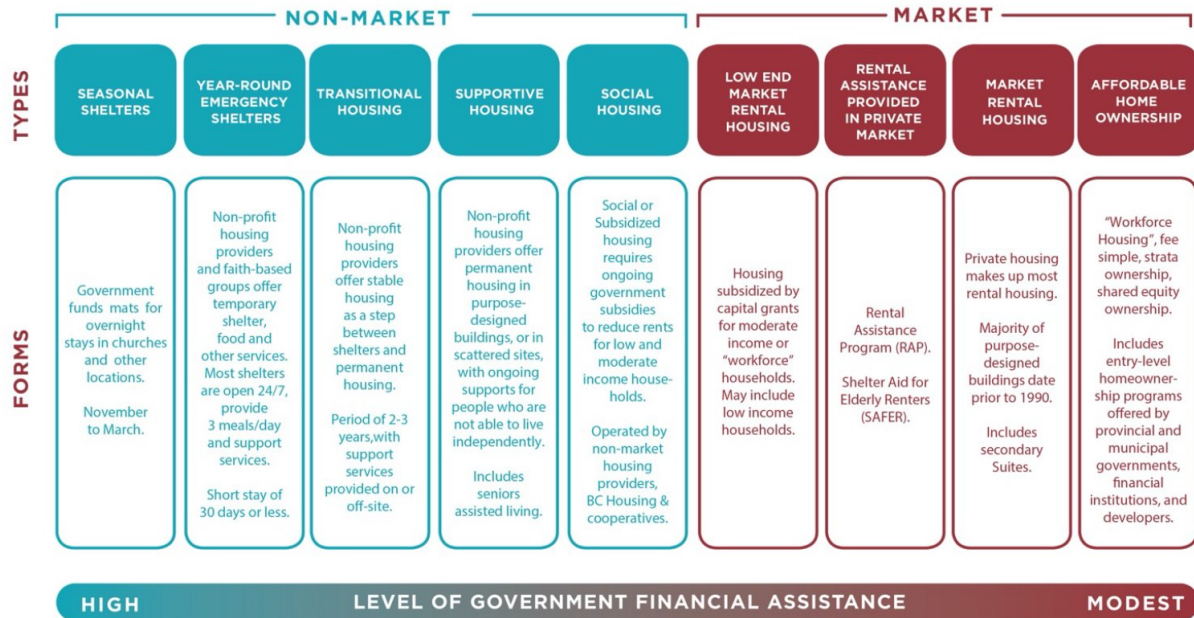 NON-MARKET
MARKET
TYPES
SEASONAL
SHELTERS
YEAR-ROUND
EMERGENCY
SHELTERS
TRANSITIONAL
HOUSING
SUPPORTIVE
HOUSING
SOCIAL
HOUSING
LOW END
MARKET
RENTAL
HOUSING
RENTAL
ASSISTANCE
PROVIDED
IN PRIVATE
MARKET
MARKET
RENTAL
HOUSING
AFFORDABLE
HOME
OWNERSHIP
FORMS
Government
funds mats for
overnight
stays in churches
and other
locations.
November
to March.
Non-profit
housing
providers
and faith-based
groups offer
temporary
shelter,
food and
other services.
Most shelters
are open 24/7,
provide
3 meals/day
and support
services.
Short stay of
30 days or less.
Non-profit
housing
providers
offer stable
housing
as a step
between
shelters and
permanent
housing.
Period of 2-3
years,with
support
services
provided on or
off-site.
Non-profit
housing
providers offer
permanent
housing in
purpose-
designed
buildings, or in
scattered sites,
with ongoing
supports for
people who are
not able to live
independently.
Includes
seniors
assisted living.
Social or
Subsidized
housing
requires
ongoing
government
subsidies
to reduce rents
for low and
moderate
income house-
holds.
Operated by
non-market
housing
providers,
BC Housing &
cooperatives.
Housing
subsidized by
capital grants
for moderate
income or
"workforce"
households.
May include
low income
households.
Rental
Assistance
Program (RAP).
Shelter Aid for
Elderly Renters
(SAFER).
Private housing
makes up most
rental housing.
Majority of
purpose-
designed
buildings date
prior to 1990.
Includes
secondary
Suites.
"Workforce
Housing", fee
simple, strata
ownership,
shared equity
ownership.
Includes
entry-level
homeowner-
ship programs
offered by
provincial and
municipal
governments,
financial
institutions, and
developers.
HIGH
LEVEL OF GOVERNMENT FINANCIAL ASSISTANCE
MODEST